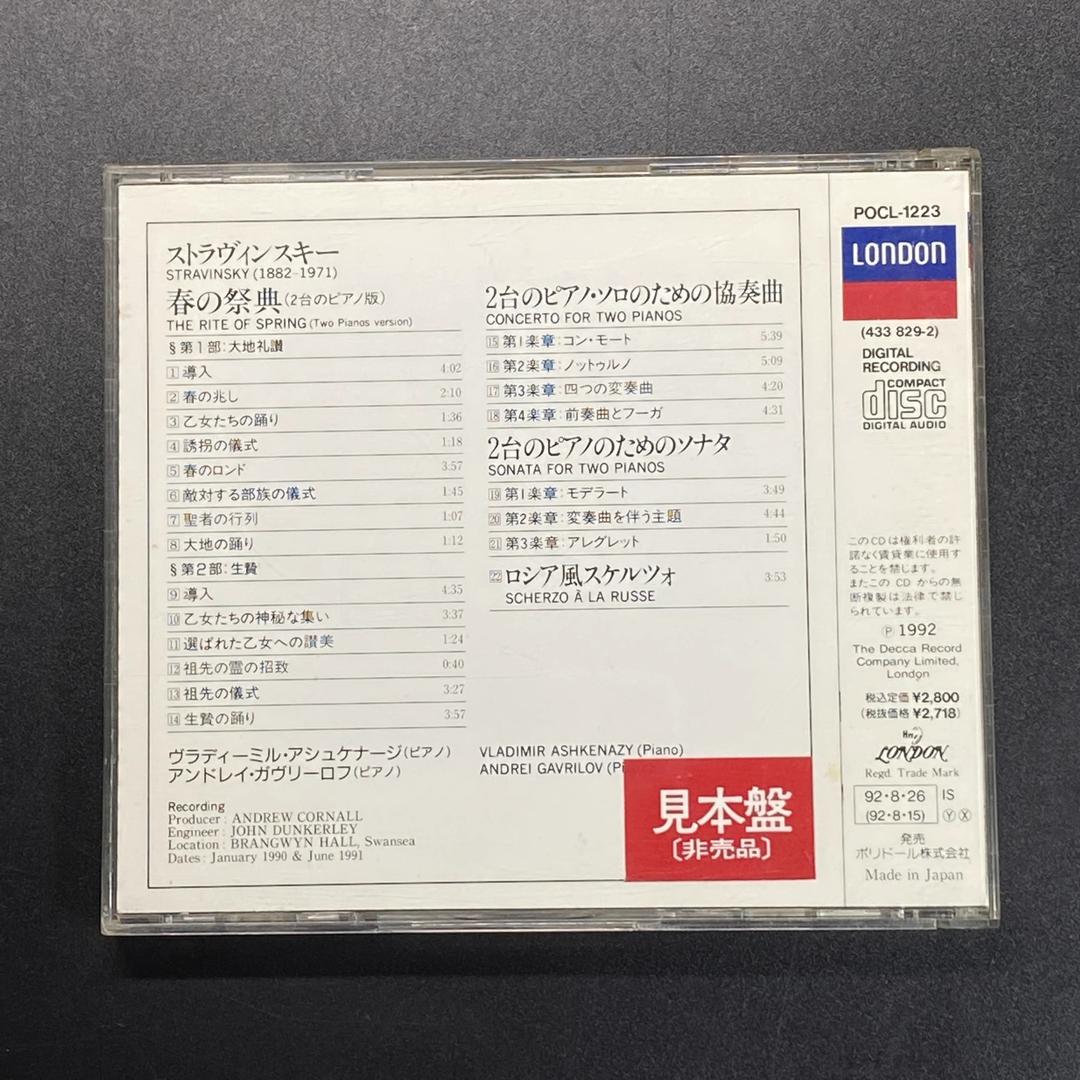 ストラヴィンスキー
STRAVINSKY (1882-1971)
春の祭典(2台のピアノ版)
THE RITE OF SPRING (Two Pianos version)
§第1部:大地礼讃
1 導入 4:02
2 春の兆し 2:10
3 乙女たちの踊り 1:36
4 誘拐の儀式 1:18
5 春のロンド 3:57
6 敵対する部族の儀式 1:45
7 聖者の行列 1:07
8 大地の踊り 1:12
§第2部:生贄
9 導入 4:35
10 乙女たちの神秘な集い 3:37
11 選ばれた乙女への讃美 1:24
12 祖先の霊の招致 0:40
13 祖先の儀式 3:27
14 生贄の踊り 3:57
2台のピアノ・ソロのための協奏曲
CONCERTO FOR TWO PIANOS
15 第1楽章:コン・モート 5:39
16 第2楽章:ノットゥルノ 5:09
17 第3楽章:四つの変奏曲 4:20
18 第4楽章:前奏曲とフーガ 4:31
2台のピアノのためのソナタ
SONATA FOR TWO PIANOS
19 第1楽章:モデラート 3:49
20 第2楽章:変奏曲を伴う主題 4:44
21 第3楽章:アレグレット 1:50
22 ロシア風スケルツォ 3:53
SCHERZO À LA RUSSE
ヴラディーミル・アシュケナージ(ピアノ)
アンドレイ・ガヴリーロフ(ピアノ)
VLADIMIR ASHKENAZY (Piano)
ANDREI GAVRILOV (Pi
Recording
Producer : ANDREW CORNALL
Engineer : JOHN DUNKERLEY
Location : BRANGWYN HALL, Swansea
Dates : January 1990 & June 1991
見本盤
〔非売品〕
POCL-1223
LONDON
(433 829-2)
DIGITAL
RECORDING
COMPACT
disc
DIGITAL AUDIO
このCDは権利者の許
諾なく賃貸業に使用す
ることを禁じます。
またこの CD からの無
断複製は法律で禁じ
られています。
Ⓟ 1992
The Decca Record
Company Limited,
London
税込定価 ¥2,800
(税抜価格 ¥2,718)
LONDON
Regd. Trade Mark
92・8・26 IS
(92・8・15) Ⓨ Ⓧ
発売
ポリドール株式会社
Made in Japan